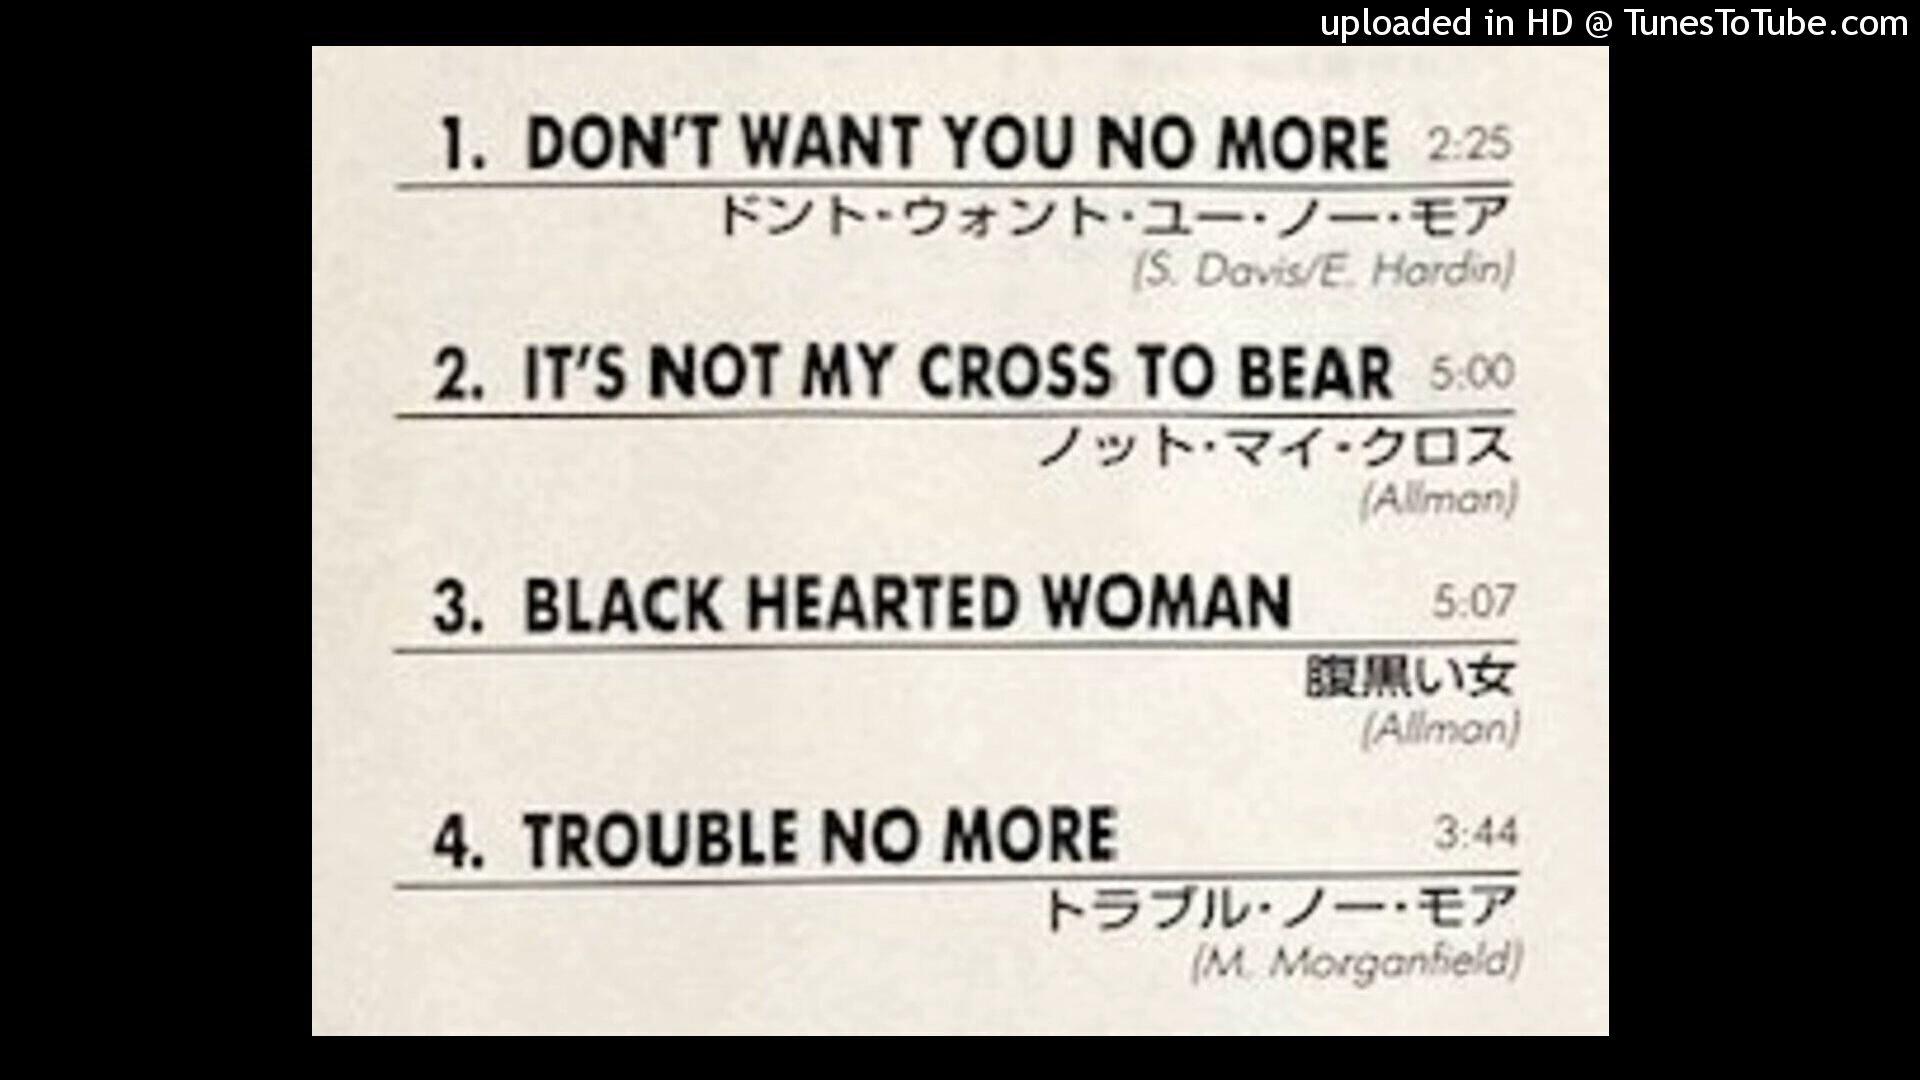 uploaded in HD @ TunesToTube.com
1. DON'T WANT YOU NO MORE 2:25
ドント・ウォント・ユー・ノー・モア
(S. Davis/E. Hardin)
2. IT'S NOT MY CROSS TO BEAR 5:00
ノット・マイ・クロス
(Allman)
3. BLACK HEARTED WOMAN 5:07
腹黒い女
(Allman)
4. TROUBLE NO MORE 3:44
トラブル・ノー・モア
(M. Morganfield)